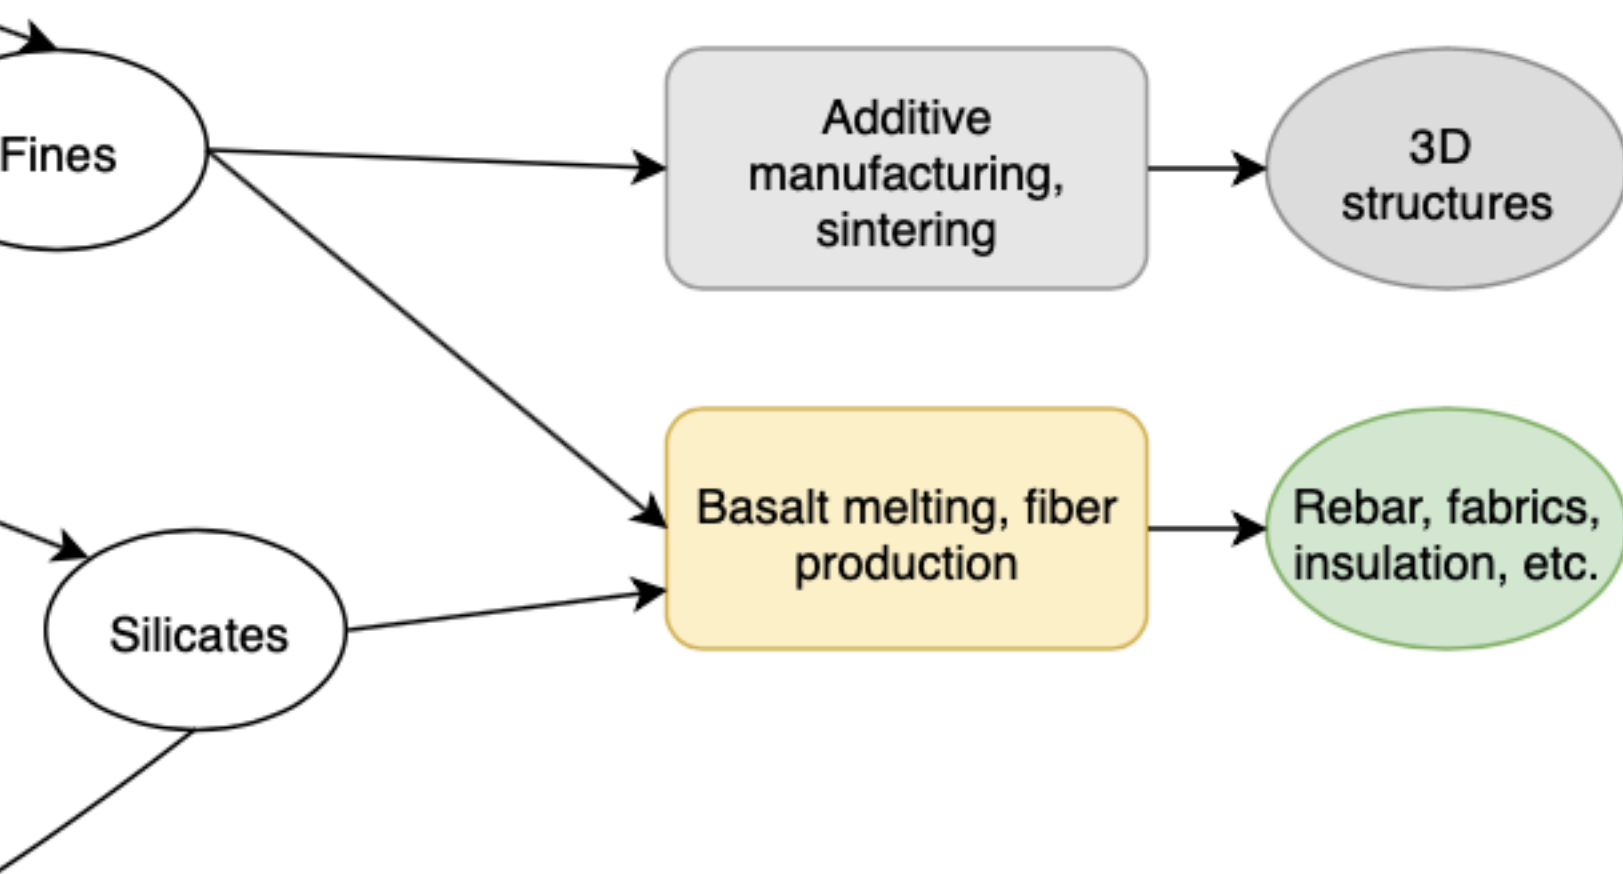 Fines
Additive
manufacturing,
sintering
3D
structures
Silicates
Basalt melting, fiber
production
Rebar, fabrics,
insulation, etc.